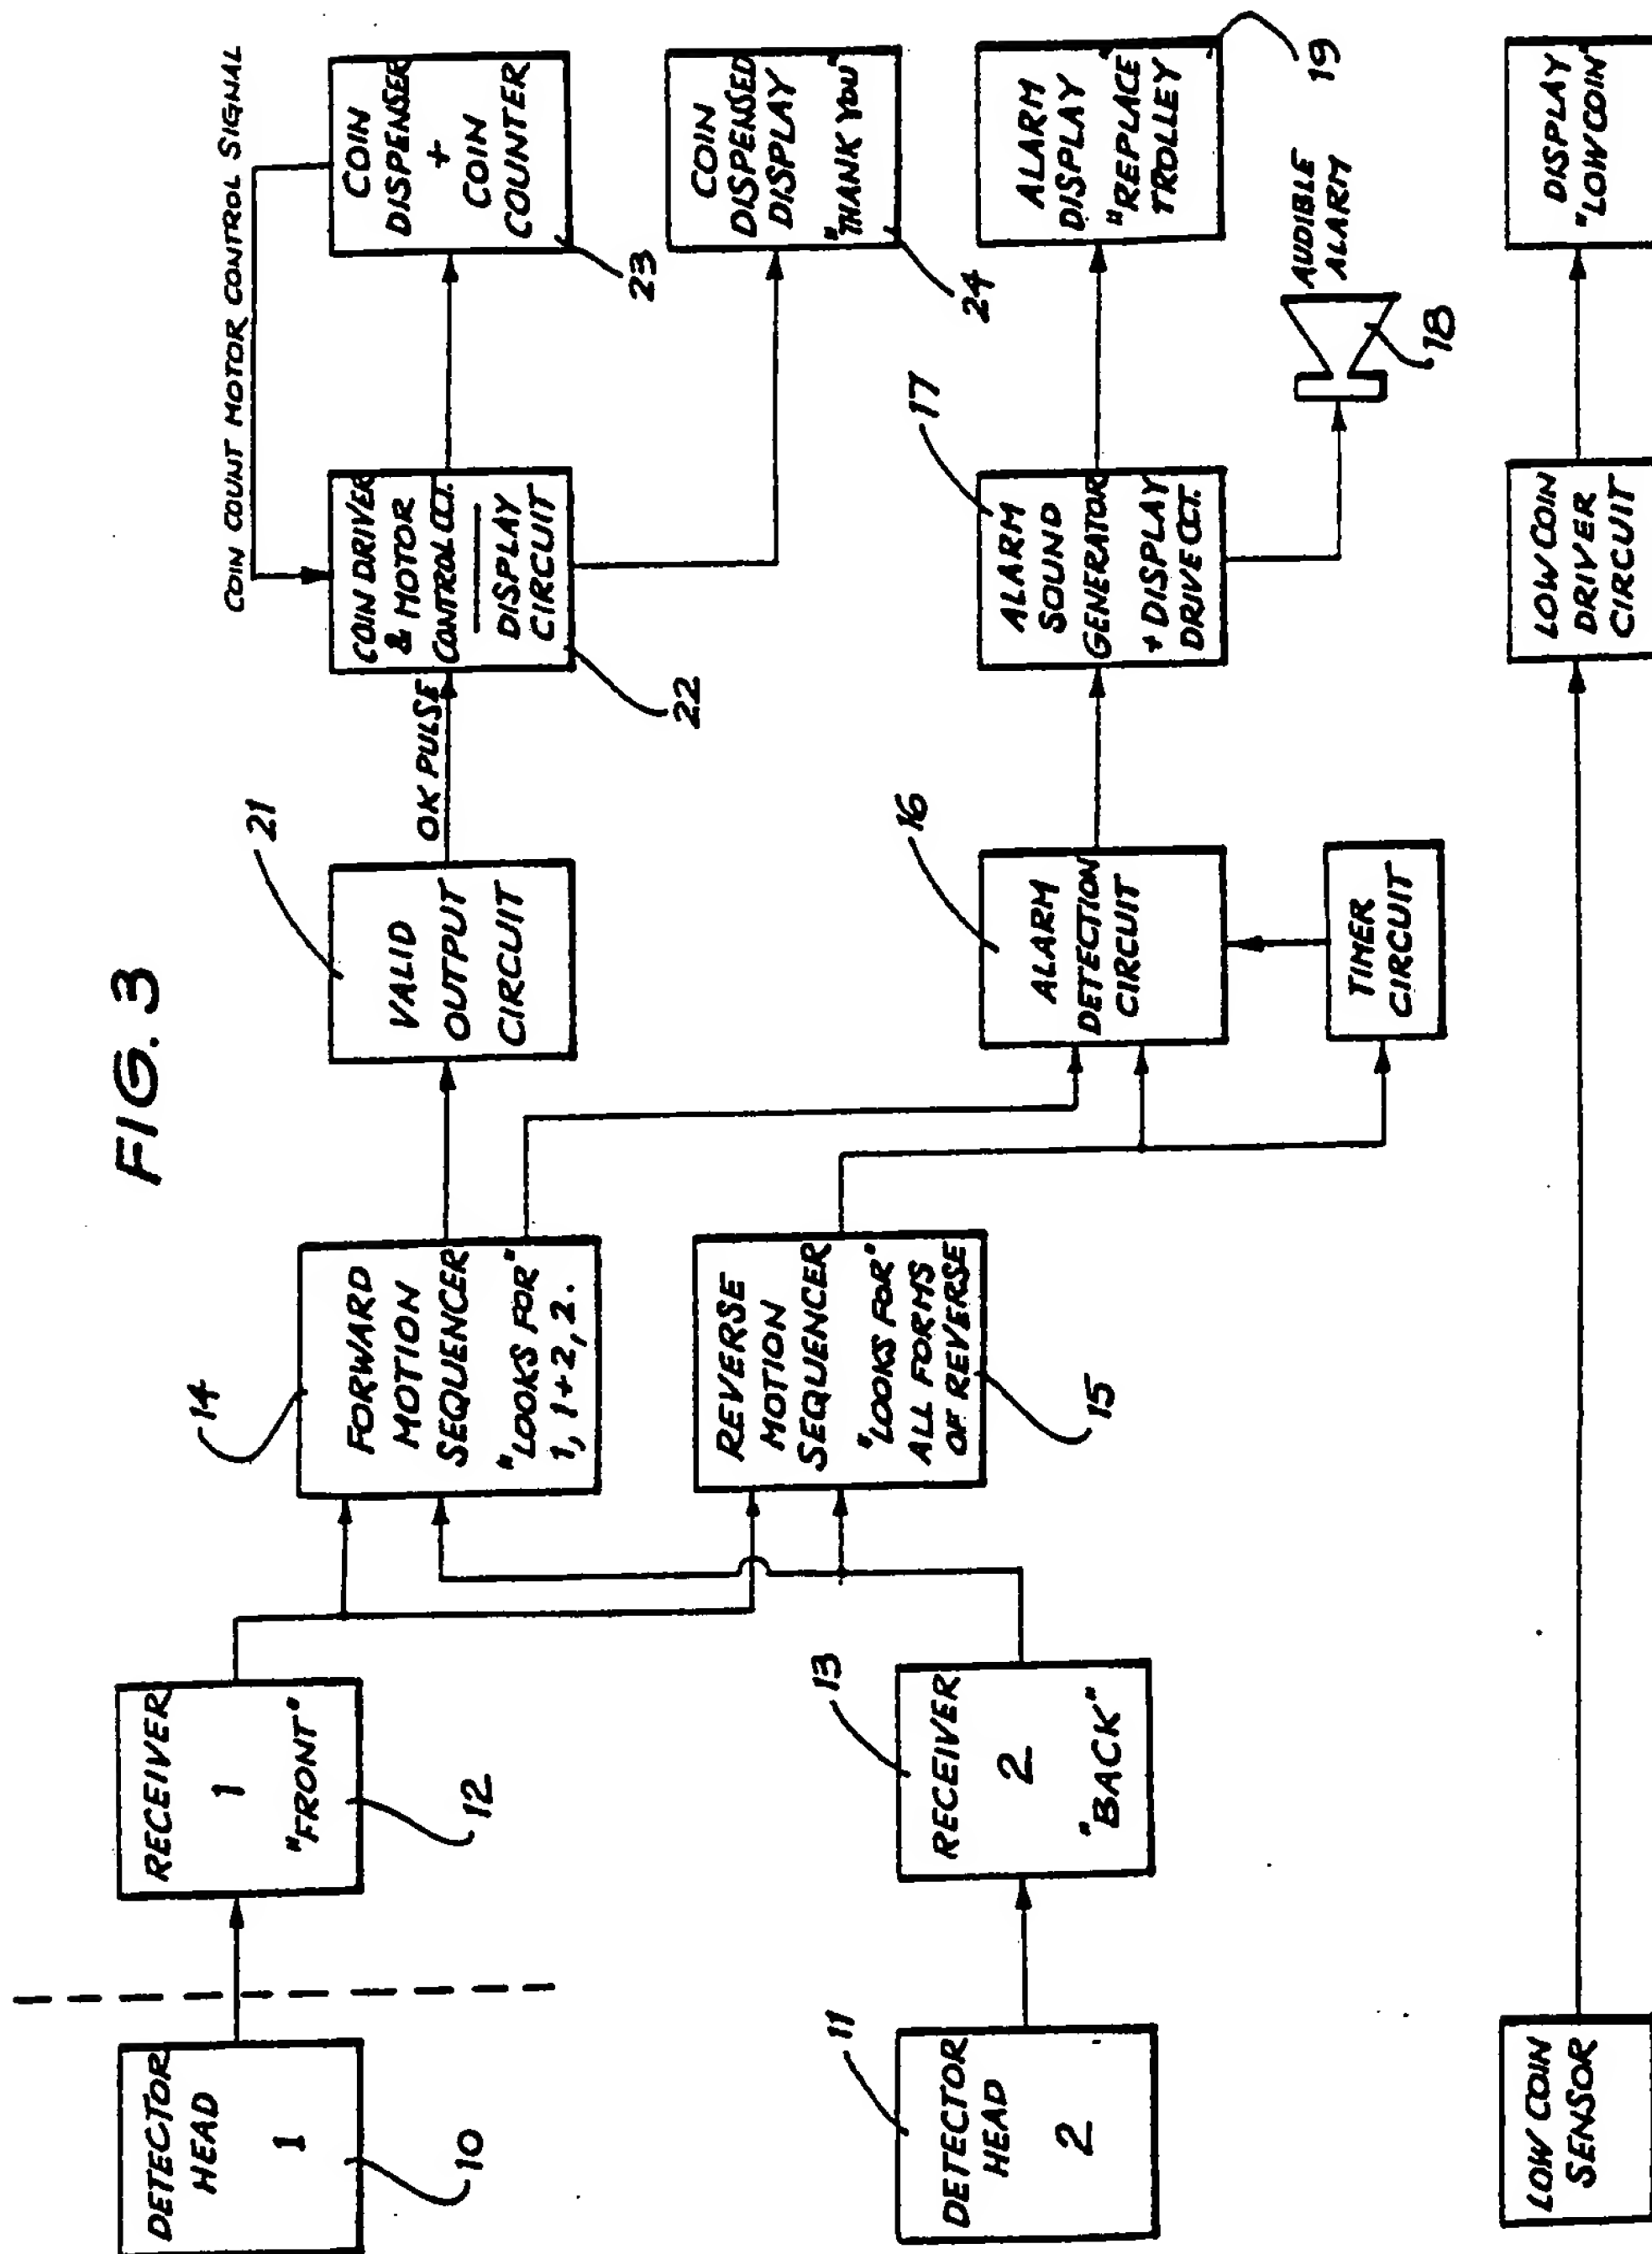 FIG. 3
DETECTOR
HEAD
1
10
RECEIVER
1
"FRONT"
12
14
FORWARD
MOTION
SEQUENCER
"LOOKS FOR"
1, 1+2, 2.
21
VALID
OUTPUT
CIRCUIT
OK PULSE
COIN DRIVER
& MOTOR
CONTROL CCT.
DISPLAY
CIRCUIT
22
COIN COUNT MOTOR CONTROL SIGNAL
COIN
DISPENSER
+
COIN
COUNTER
23
COIN
DISPENSED
DISPLAY
"THANK YOU"
24
11
DETECTOR
HEAD
2
13
RECEIVER
2
"BACK"
REVERSE
MOTION
SEQUENCER
"LOOKS FOR"
ALL FORMS
OF REVERSE
15
16
ALARM
DETECTION
CIRCUIT
TIMER
CIRCUIT
17
ALARM
SOUND
GENERATOR
+ DISPLAY
DRIVE CCT.
ALARM
DISPLAY
"REPLACE
TROLLEY"
19
AUDIBLE
ALARM
18
LOW COIN
SENSOR
LOW COIN
DRIVER
CIRCUIT
DISPLAY
"LOW COIN"